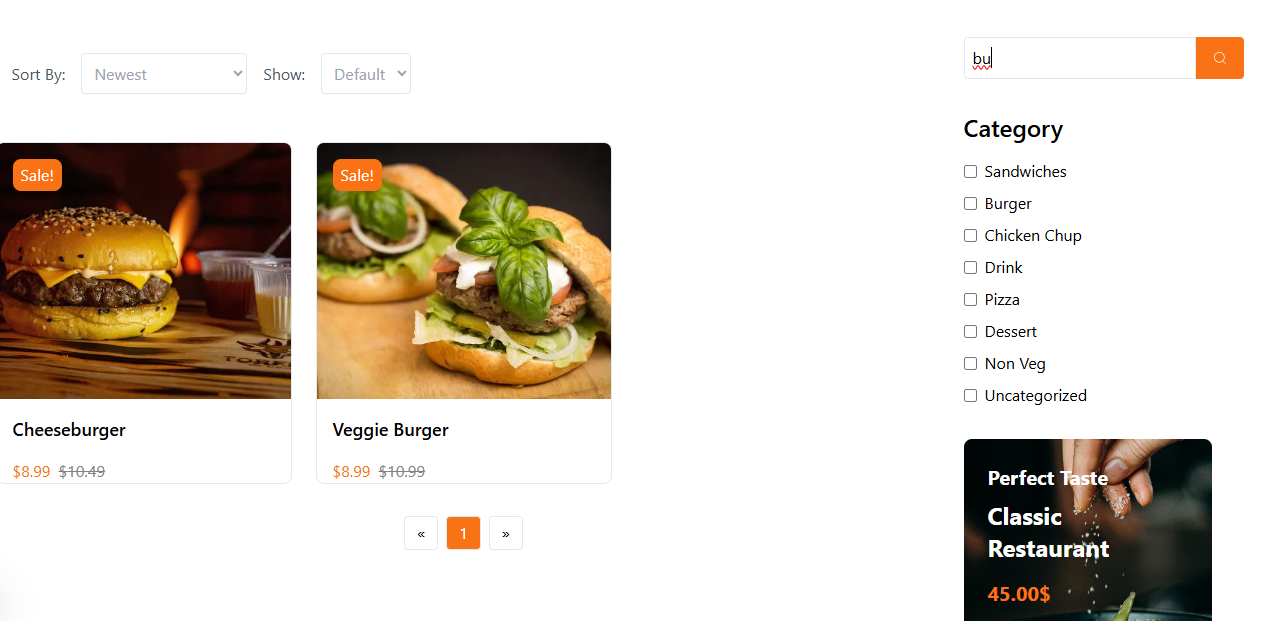 Sort By: Newest Show: Default
bu
Sale!
Sale!
Cheeseburger
$8.99 $10.49
Veggie Burger
$8.99 $10.99
« 1 »
Category
Sandwiches
Burger
Chicken Chup
Drink
Pizza
Dessert
Non Veg
Uncategorized
Perfect Taste
Classic
Restaurant
45.00$